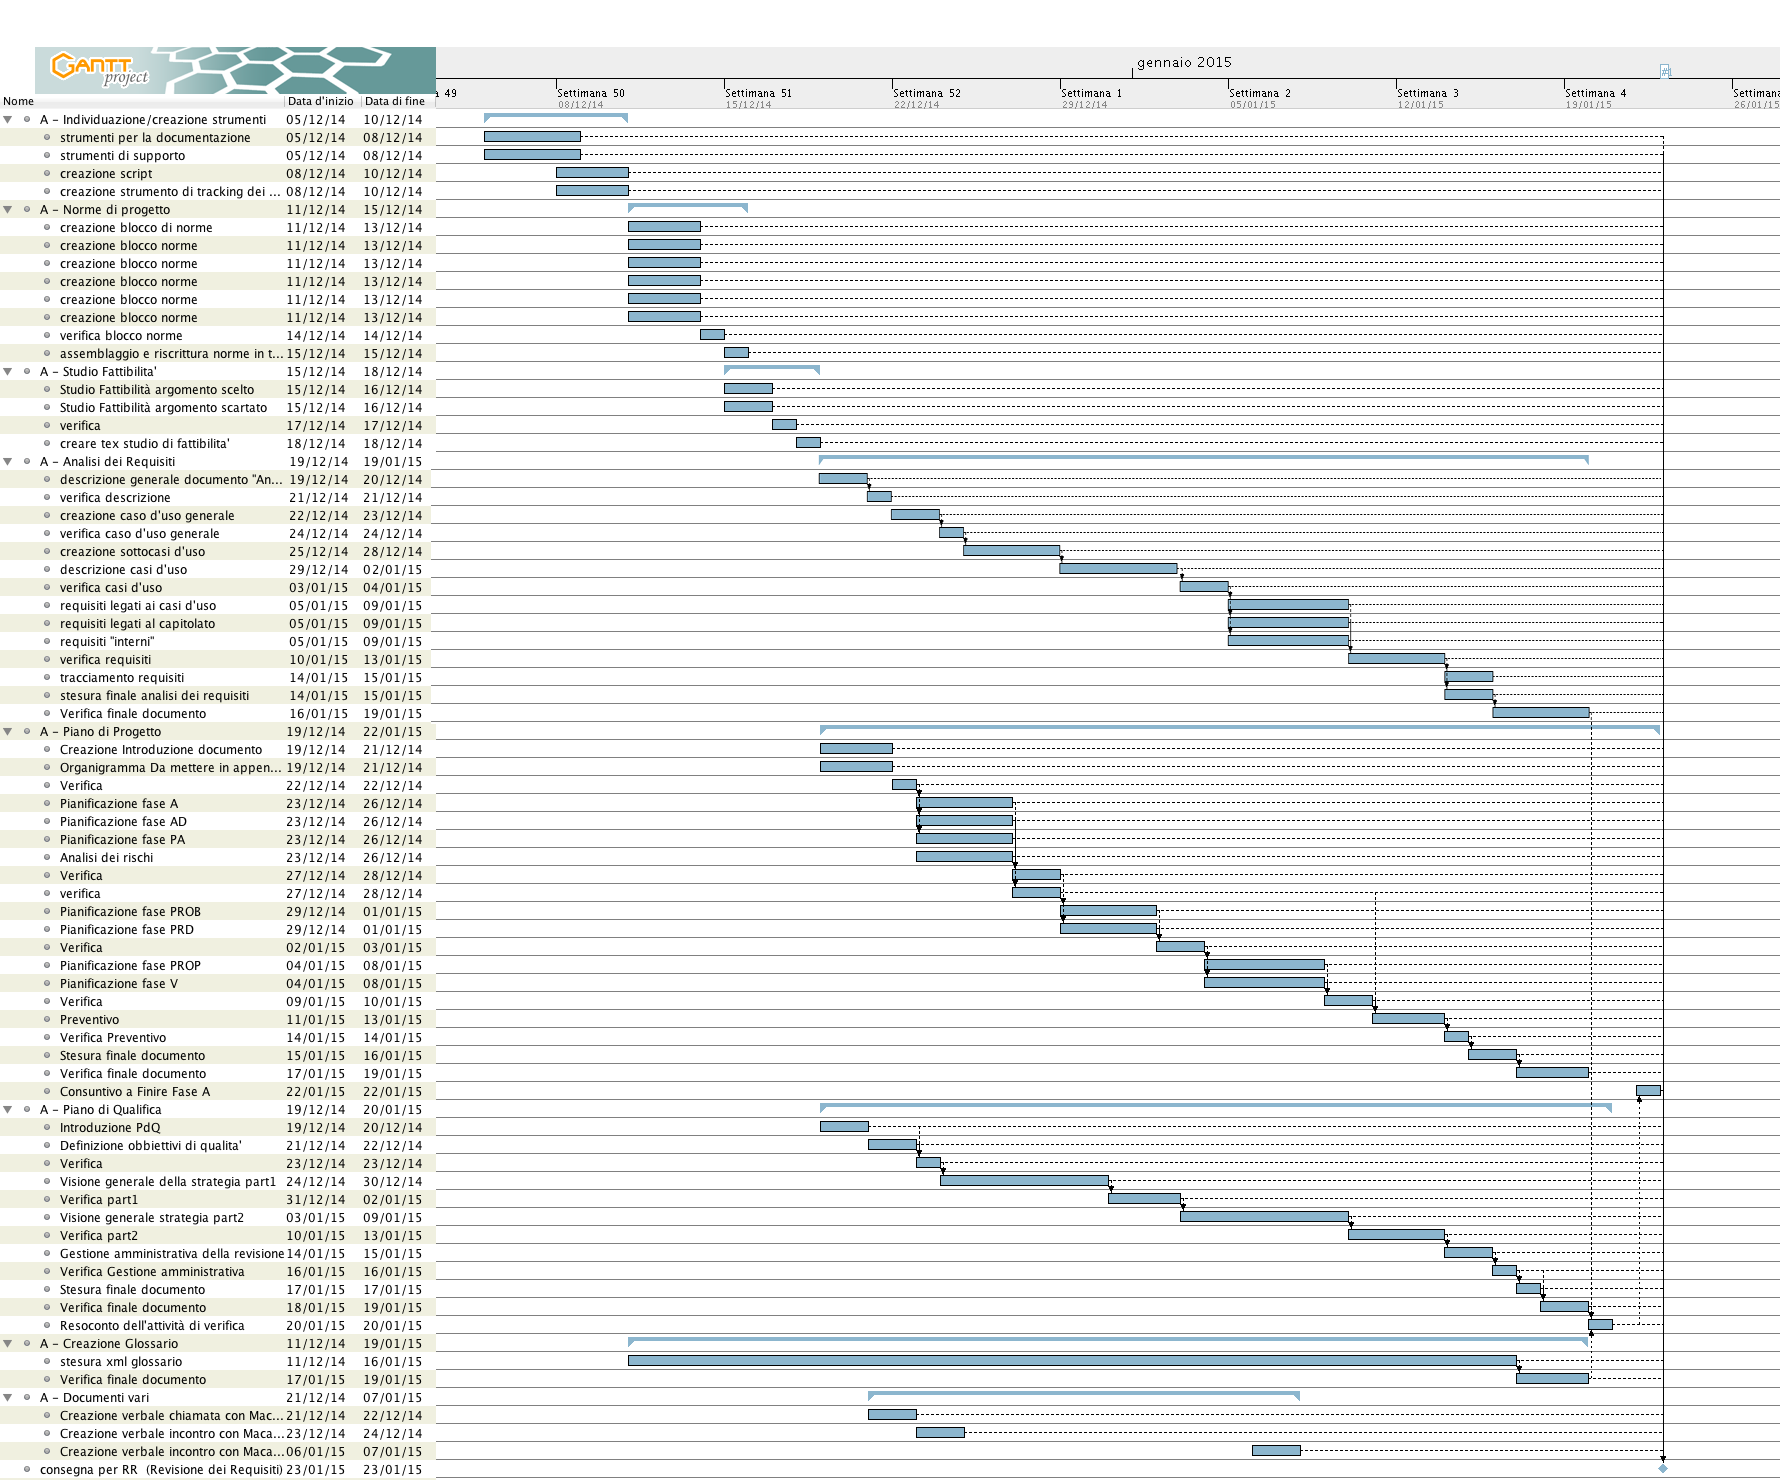 GANTT
project
gennaio 2015
#1
49 Settimana 50 Settimana 51 Settimana 52 Settimana 1 Settimana 2 Settimana 3 Settimana 4 Settimana
08/12/14 15/12/14 22/12/14 29/12/14 05/01/15 12/01/15 19/01/15 26/01/15
Nome Data d'inizio Data di fine
A - Individuazione/creazione strumenti 05/12/14 10/12/14
strumenti per la documentazione 05/12/14 08/12/14
strumenti di supporto 05/12/14 08/12/14
creazione script 08/12/14 10/12/14
creazione strumento di tracking dei ... 08/12/14 10/12/14
A - Norme di progetto 11/12/14 15/12/14
creazione blocco di norme 11/12/14 13/12/14
creazione blocco norme 11/12/14 13/12/14
creazione blocco norme 11/12/14 13/12/14
creazione blocco norme 11/12/14 13/12/14
creazione blocco norme 11/12/14 13/12/14
creazione blocco norme 11/12/14 13/12/14
verifica blocco norme 14/12/14 14/12/14
assemblaggio e riscrittura norme in t... 15/12/14 15/12/14
A - Studio Fattibilita' 15/12/14 18/12/14
Studio Fattibilità argomento scelto 15/12/14 16/12/14
Studio Fattibilità argomento scartato 15/12/14 16/12/14
verifica 17/12/14 17/12/14
creare tex studio di fattibilita' 18/12/14 18/12/14
A - Analisi dei Requisiti 19/12/14 19/01/15
descrizione generale documento "An... 19/12/14 20/12/14
verifica descrizione 21/12/14 21/12/14
creazione caso d'uso generale 22/12/14 23/12/14
verifica caso d'uso generale 24/12/14 24/12/14
creazione sottocasi d'uso 25/12/14 28/12/14
descrizione casi d'uso 29/12/14 02/01/15
verifica casi d'uso 03/01/15 04/01/15
requisiti legati ai casi d'uso 05/01/15 09/01/15
requisiti legati al capitolato 05/01/15 09/01/15
requisiti "interni" 05/01/15 09/01/15
verifica requisiti 10/01/15 13/01/15
tracciamento requisiti 14/01/15 15/01/15
stesura finale analisi dei requisiti 14/01/15 15/01/15
Verifica finale documento 16/01/15 19/01/15
A - Piano di Progetto 19/12/14 22/01/15
Creazione Introduzione documento 19/12/14 21/12/14
Organigramma Da mettere in appen... 19/12/14 21/12/14
Verifica 22/12/14 22/12/14
Pianificazione fase A 23/12/14 26/12/14
Pianificazione fase AD 23/12/14 26/12/14
Pianificazione fase PA 23/12/14 26/12/14
Analisi dei rischi 23/12/14 26/12/14
Verifica 27/12/14 28/12/14
verifica 27/12/14 28/12/14
Pianificazione fase PROB 29/12/14 01/01/15
Pianificazione fase PRD 29/12/14 01/01/15
Verifica 02/01/15 03/01/15
Pianificazione fase PROP 04/01/15 08/01/15
Pianificazione fase V 04/01/15 08/01/15
Verifica 09/01/15 10/01/15
Preventivo 11/01/15 13/01/15
Verifica Preventivo 14/01/15 14/01/15
Stesura finale documento 15/01/15 16/01/15
Verifica finale documento 17/01/15 19/01/15
Consuntivo a Finire Fase A 22/01/15 22/01/15
A - Piano di Qualifica 19/12/14 20/01/15
Introduzione PdQ 19/12/14 20/12/14
Definizione obbiettivi di qualita' 21/12/14 22/12/14
Verifica 23/12/14 23/12/14
Visione generale della strategia part1 24/12/14 30/12/14
Verifica part1 31/12/14 02/01/15
Visione generale strategia part2 03/01/15 09/01/15
Verifica part2 10/01/15 13/01/15
Gestione amministrativa della revisione 14/01/15 15/01/15
Verifica Gestione amministrativa 16/01/15 16/01/15
Stesura finale documento 17/01/15 17/01/15
Verifica finale documento 18/01/15 19/01/15
Resoconto dell'attività di verifica 20/01/15 20/01/15
A - Creazione Glossario 11/12/14 19/01/15
stesura xml glossario 11/12/14 16/01/15
Verifica finale documento 17/01/15 19/01/15
A - Documenti vari 21/12/14 07/01/15
Creazione verbale chiamata con Mac... 21/12/14 22/12/14
Creazione verbale incontro con Maca... 23/12/14 24/12/14
Creazione verbale incontro con Maca... 06/01/15 07/01/15
consegna per RR (Revisione dei Requisiti) 23/01/15 23/01/15